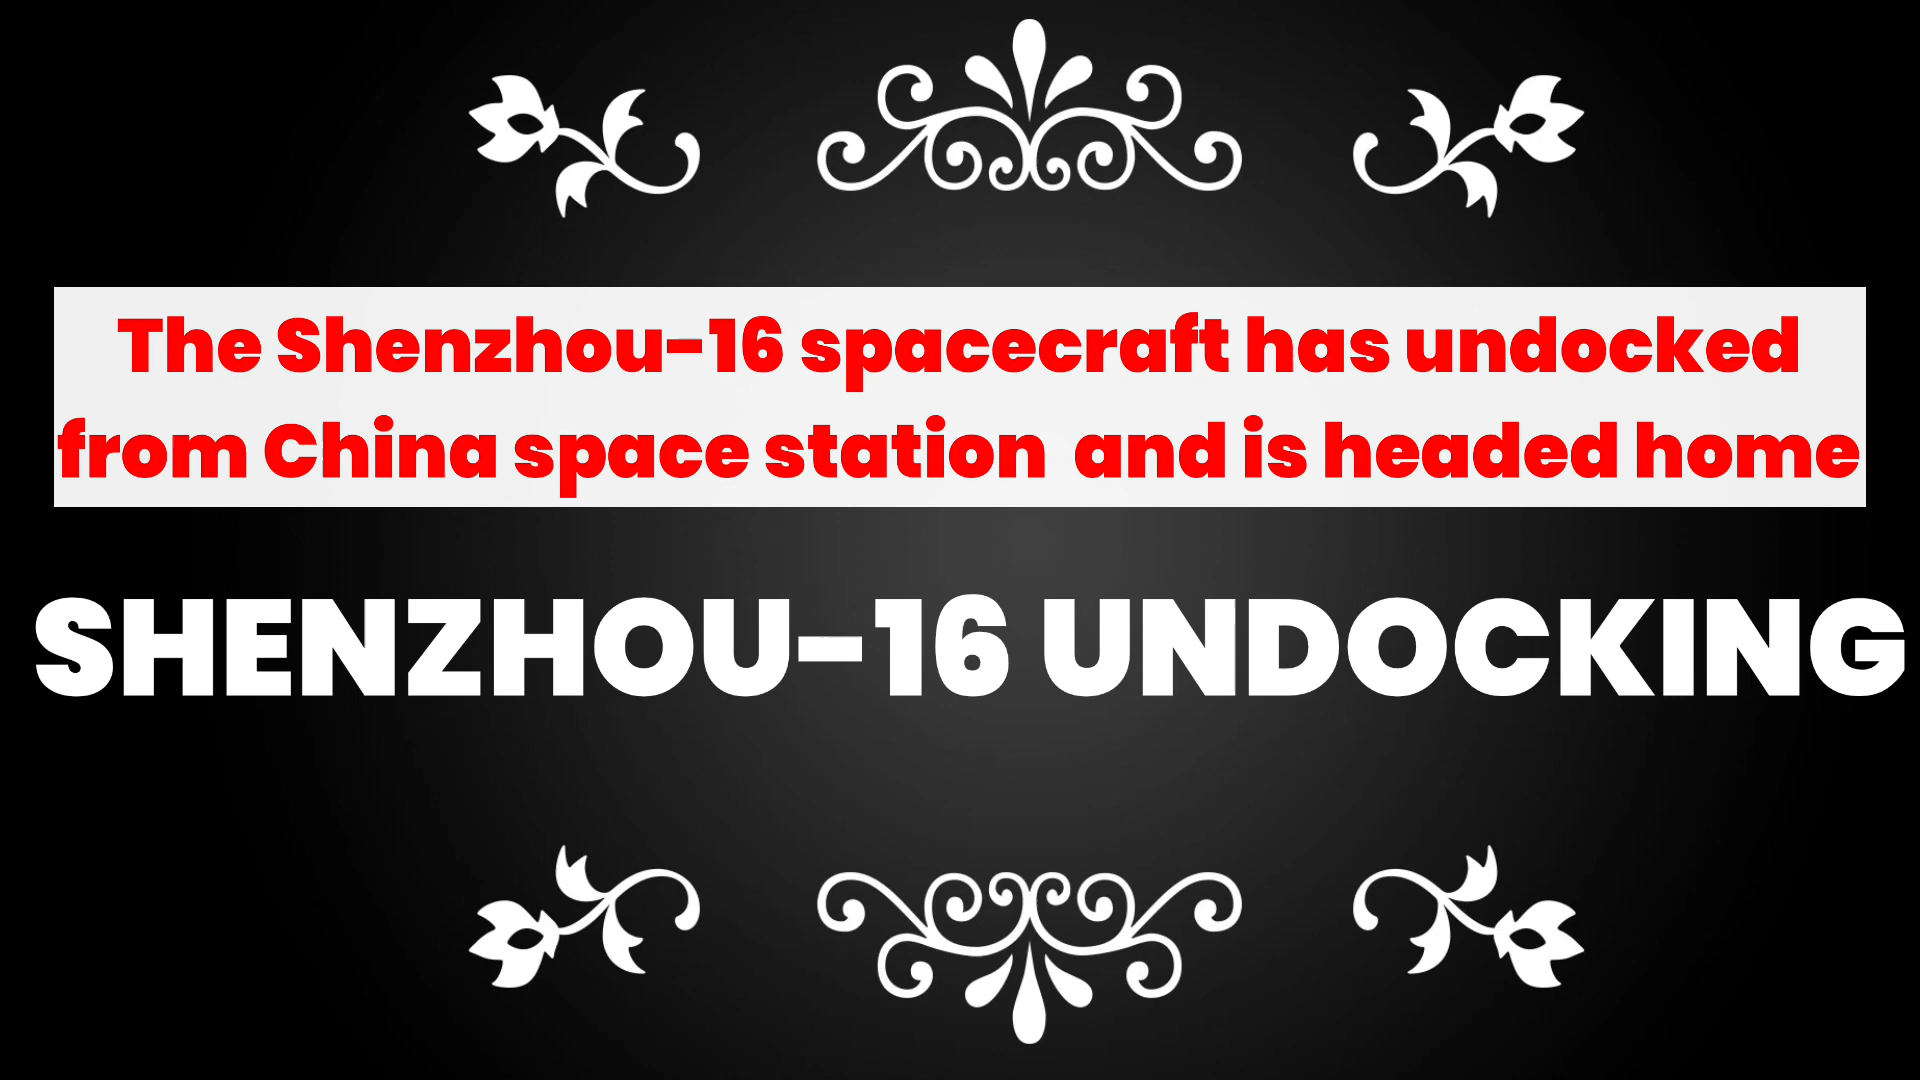 The Shenzhou-16 spacecraft has undocked
from China space station and is headed home
SHENZHOU-16 UNDOCKING